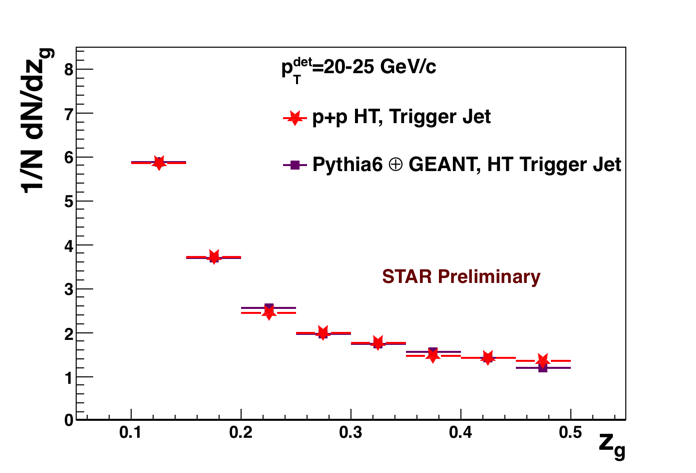 1/N dN/dz_g
p_T^det=20-25 GeV/c
p+p HT, Trigger Jet
Pythia6 ⊕ GEANT, HT Trigger Jet
STAR Preliminary
8
7
6
5
4
3
2
1
0
0.1 0.2 0.3 0.4 0.5
z_g